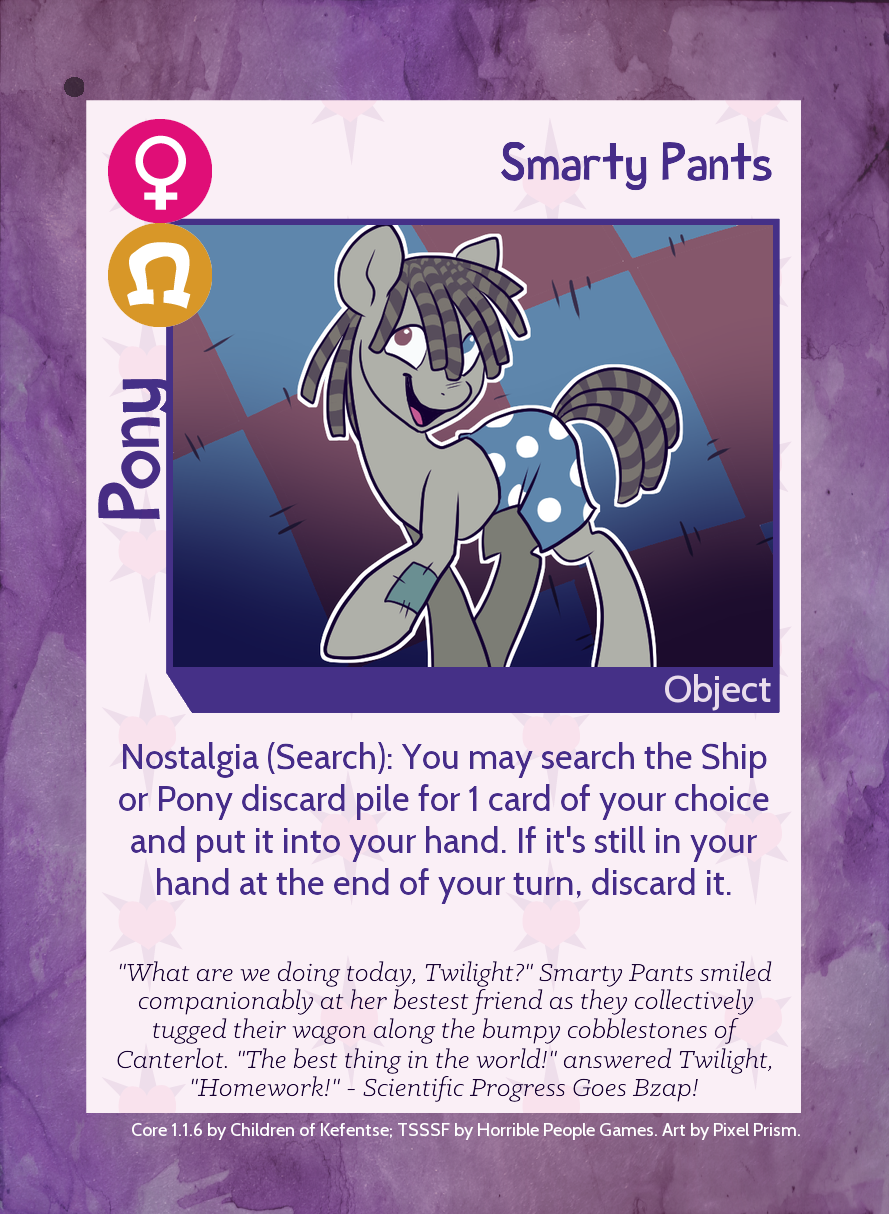 Smarty Pants
Pony
Object
Nostalgia (Search): You may search the Ship
or Pony discard pile for 1 card of your choice
and put it into your hand. If it's still in your
hand at the end of your turn, discard it.
"What are we doing today, Twilight?" Smarty Pants smiled
companionably at her bestest friend as they collectively
tugged their wagon along the bumpy cobblestones of
Canterlot. "The best thing in the world!" answered Twilight,
"Homework!" - Scientific Progress Goes Bzap!
Core 1.1.6 by Children of Kefentse; TSSSF by Horrible People Games. Art by Pixel Prism.